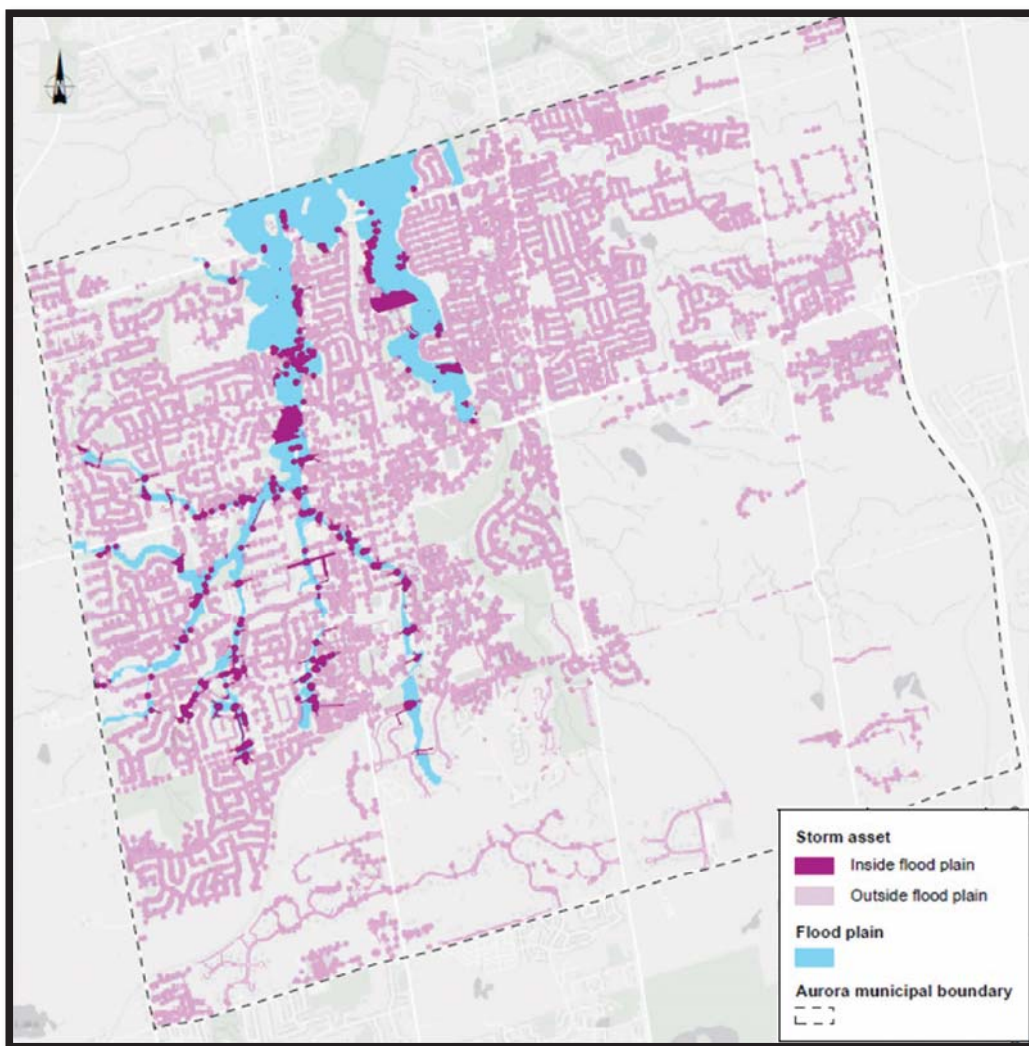 Storm asset
Inside flood plain
Outside flood plain
Flood plain
Aurora municipal boundary